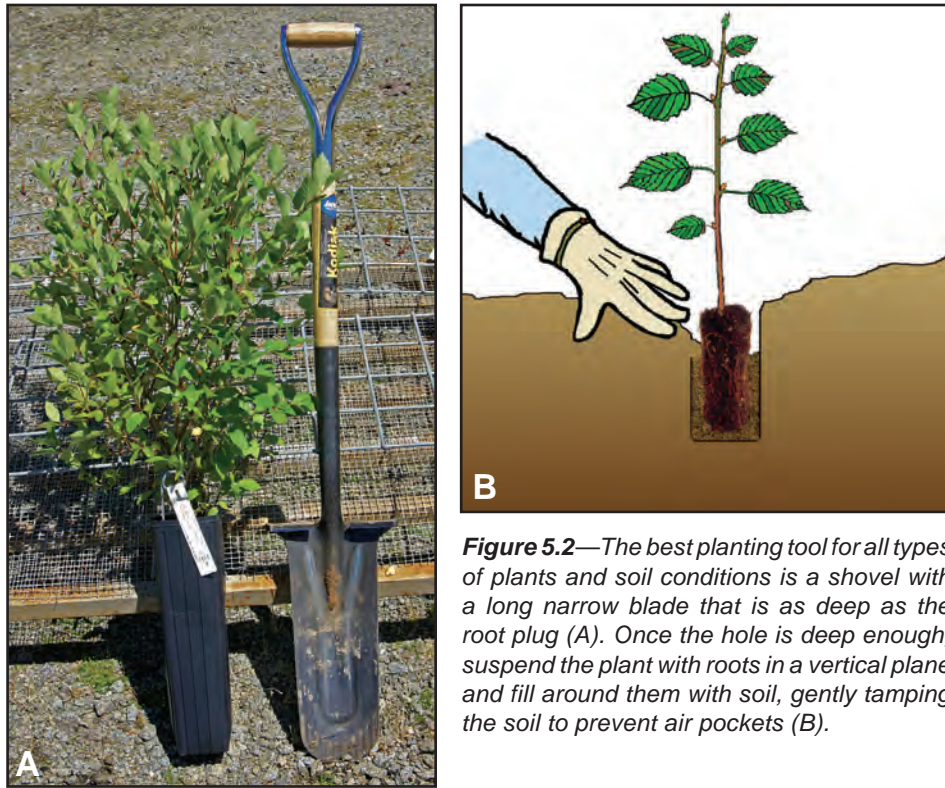 Kodiak
A
B
Figure 5.2—The best planting tool for all types
of plants and soil conditions is a shovel with
a long narrow blade that is as deep as the
root plug (A). Once the hole is deep enough,
suspend the plant with roots in a vertical plane
and fill around them with soil, gently tamping
the soil to prevent air pockets (B).